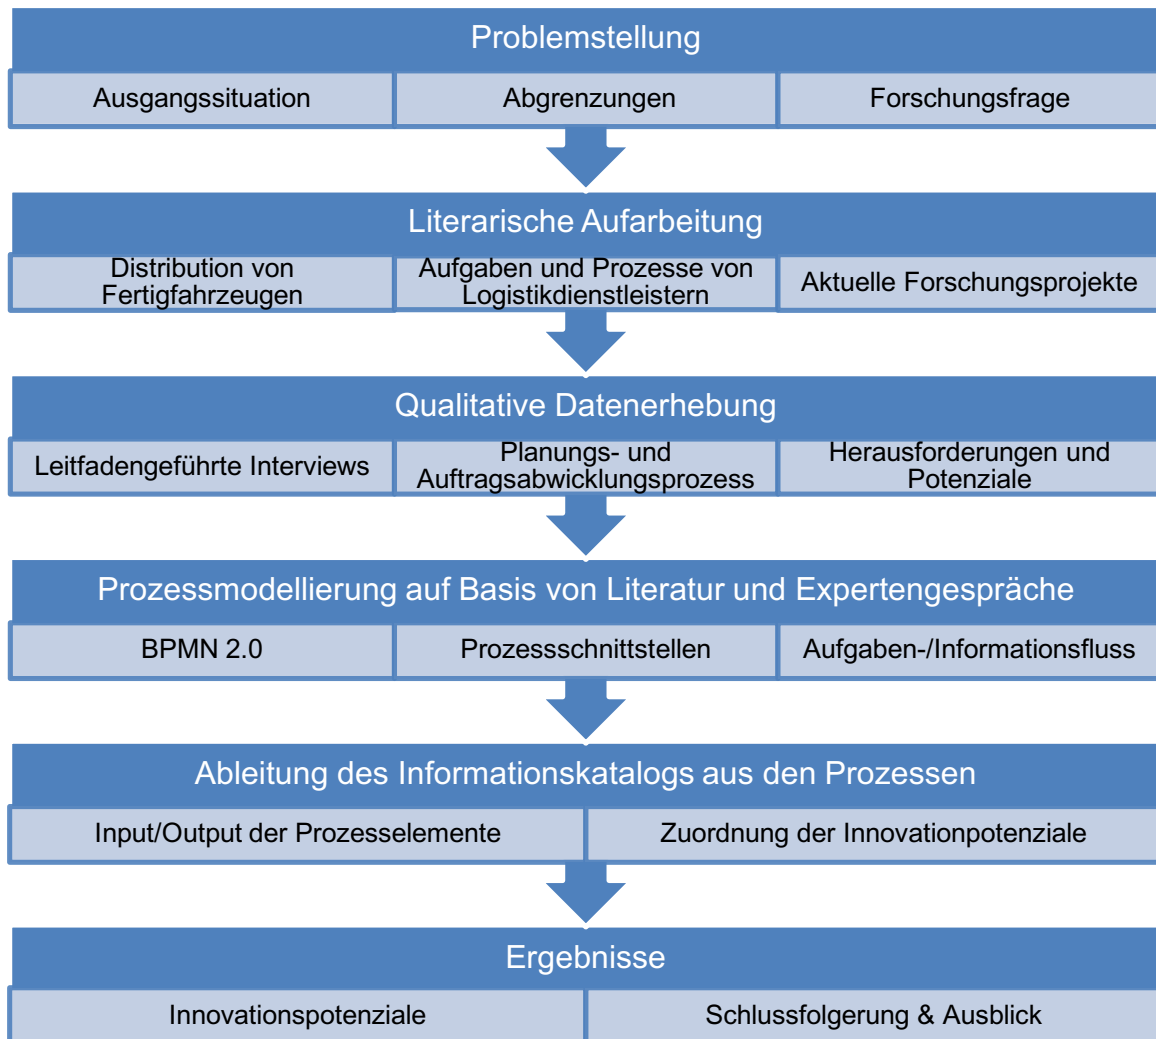 Problemstellung
Ausgangssituation
Abgrenzungen
Forschungsfrage
Literarische Aufarbeitung
Distribution von
Fertigfahrzeugen
Aufgaben und Prozesse von
Logistikdienstleistern
Aktuelle Forschungsprojekte
Qualitative Datenerhebung
Leitfadengeführte Interviews
Planungs- und
Auftragsabwicklungsprozess
Herausforderungen und
Potenziale
Prozessmodellierung auf Basis von Literatur und Expertengespräche
BPMN 2.0
Prozessschnittstellen
Aufgaben-/Informationsfluss
Ableitung des Informationskatalogs aus den Prozessen
Input/Output der Prozesselemente
Zuordnung der Innovationpotenziale
Ergebnisse
Innovationspotenziale
Schlussfolgerung & Ausblick